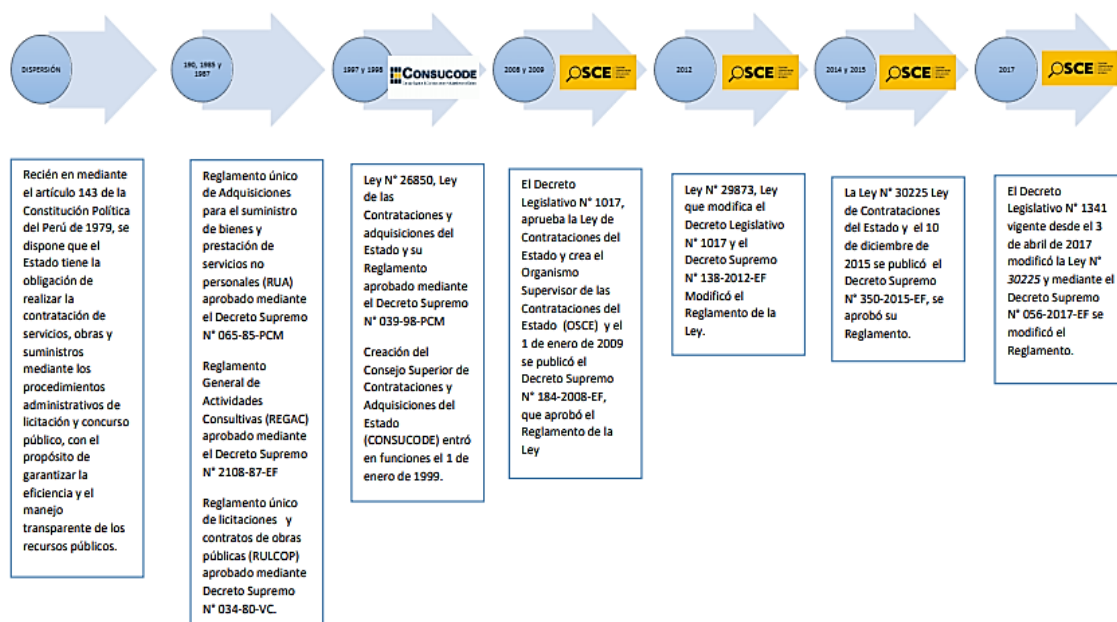 DISPERSIÓN
190, 1985 y
1987
1997 y 1998
CONSUCODE
2008 y 2009
OSCE
2012
OSCE
2014 y 2015
OSCE
2017
OSCE
Recién en mediante
el artículo 143 de la
Constitución Política
del Perú de 1979, se
dispone que el
Estado tiene la
obligación de
realizar la
contratación de
servicios, obras y
suministros
mediante los
procedimientos
administrativos de
licitación y concurso
público, con el
propósito de
garantizar la
eficiencia y el
manejo
transparente de los
recursos públicos.
Reglamento único
de Adquisiciones
para el suministro
de bienes y
prestación de
servicios no
personales (RUA)
aprobado mediante
el Decreto Supremo
N° 065-85-PCM
Reglamento
General de
Actividades
Consultivas (REGAC)
aprobado mediante
el Decreto Supremo
N° 2108-87-EF
Reglamento único
de licitaciones y
contratos de obras
públicas (RULCOP)
aprobado mediante
Decreto Supremo
N° 034-80-VC.
Ley N° 26850, Ley
de las
Contrataciones y
adquisiciones del
Estado y su
Reglamento
aprobado mediante
el Decreto Supremo
N° 039-98-PCM
Creación del
Consejo Superior de
Contrataciones y
Adquisiciones del
Estado
(CONSUCODE) entró
en funciones el 1 de
enero de 1999.
El Decreto
Legislativo N° 1017,
aprueba la Ley de
Contrataciones del
Estado y crea el
Organismo
Supervisor de las
Contrataciones del
Estado (OSCE) y el
1 de enero de 2009
se publicó el
Decreto Supremo
N° 184-2008-EF,
que aprobó el
Reglamento de la
Ley
Ley N° 29873, Ley
que modifica el
Decreto Legislativo
N° 1017 y el
Decreto Supremo
N° 138-2012-EF
Modificó el
Reglamento de la
Ley.
La Ley N° 30225 Ley
de Contrataciones
del Estado y el 10
de diciembre de
2015 se publicó el
Decreto Supremo
N° 350-2015-EF, se
aprobó su
Reglamento.
El Decreto
Legislativo N° 1341
vigente desde el 3
de abril de 2017
modificó la Ley N°
30225 y mediante el
Decreto Supremo
N° 056-2017-EF se
modificó el
Reglamento.